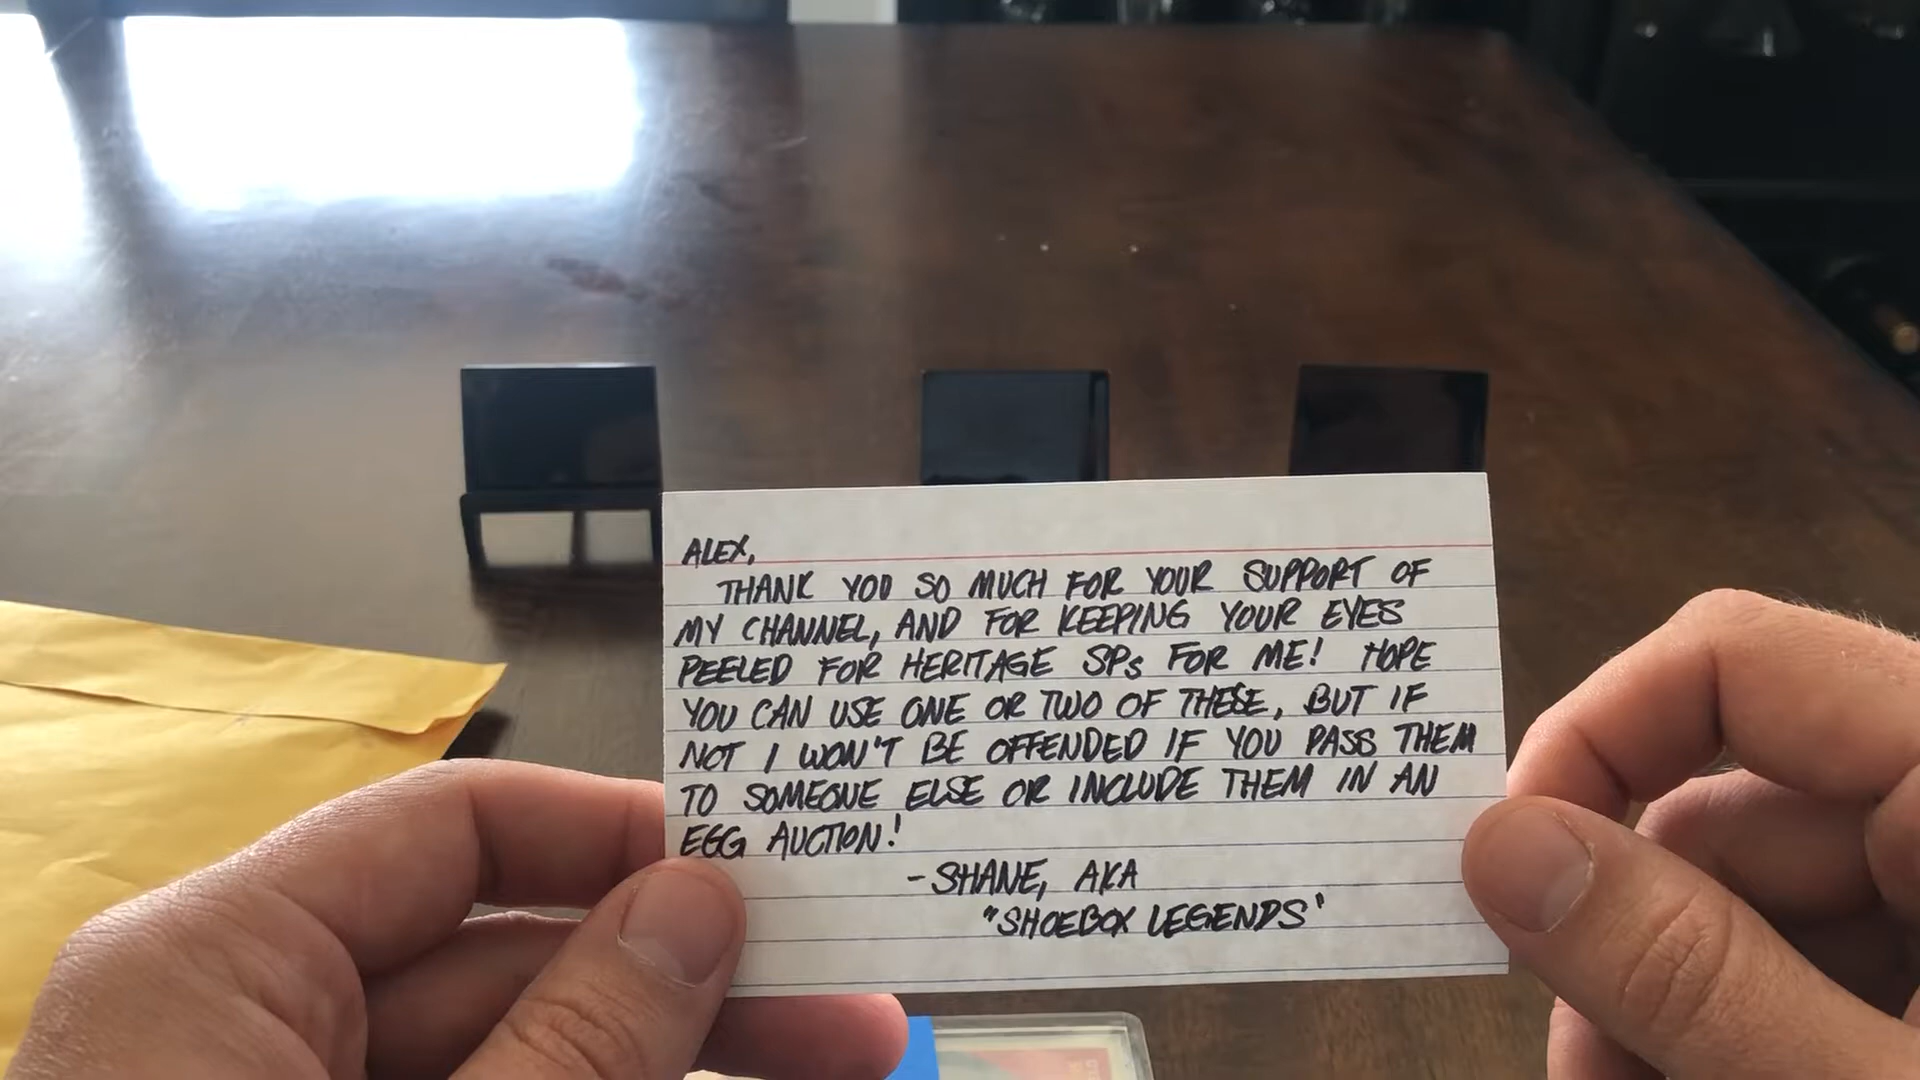 ALEX,
THANK YOU SO MUCH FOR YOUR SUPPORT OF
MY CHANNEL, AND FOR KEEPING YOUR EYES
PEELED FOR HERITAGE SPs FOR ME! HOPE
YOU CAN USE ONE OR TWO OF THESE, BUT IF
NOT I WON'T BE OFFENDED IF YOU PASS THEM
TO SOMEONE ELSE OR INCLUDE THEM IN AN
EGG AUCTION!
-SHANE, AKA
"SHOEBOX LEGENDS"